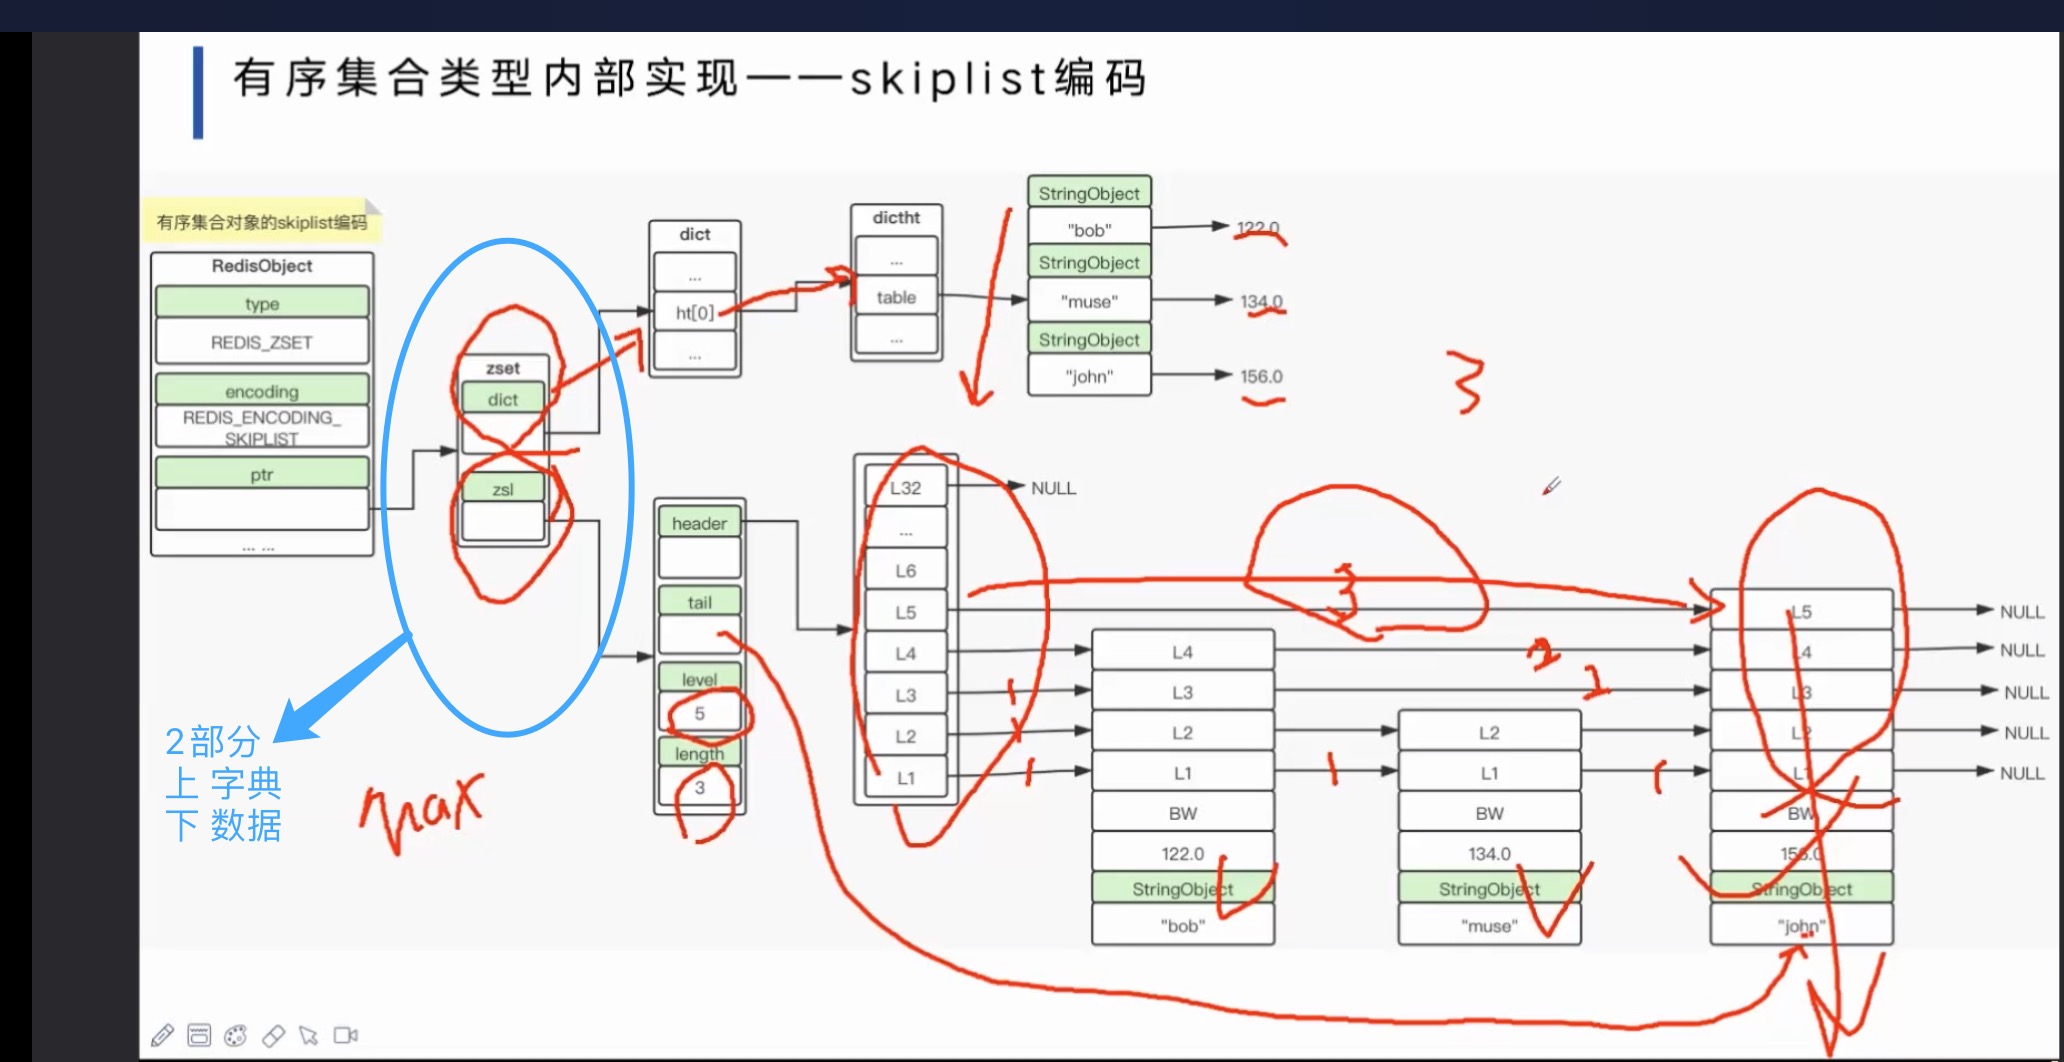 有序集合类型内部实现——skiplist编码
有序集合对象的skiplist编码
RedisObject
type
REDIS_ZSET
encoding
REDIS_ENCODING_
SKIPLIST
ptr
... ...
zset
dict
zsl
dict
...
ht[0]
...
dictht
...
table
...
StringObject
"bob"
122.0
StringObject
"muse"
134.0
StringObject
"john"
156.0
3
header
tail
level
5
length
3
L32
NULL
...
L6
L5
L4
L3
L2
L1
L4
L3
L2
L1
BW
122.0
StringObject
"bob"
L2
L1
BW
134.0
StringObject
"muse"
L5
L4
L3
L2
L1
BW
156.0
StringObject
"john"
NULL
NULL
NULL
NULL
NULL
3
2
2
1
1
1
1
1
2部分
上 字典
下 数据
max